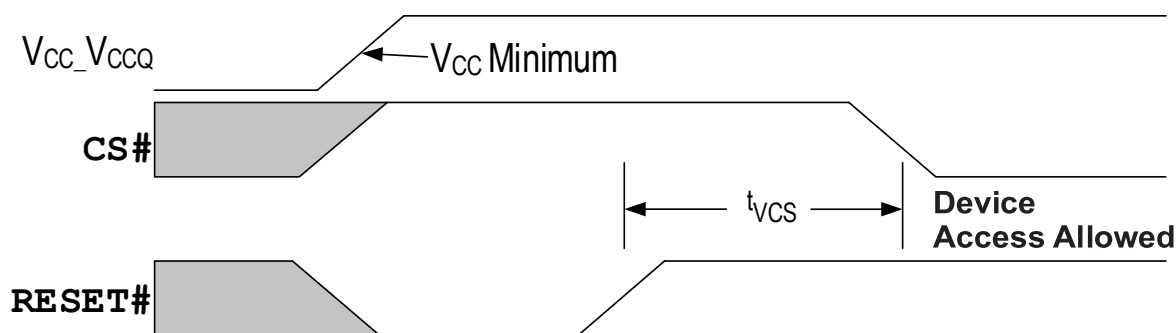 VCC_VCCQ
VCC Minimum
CS#
tVCS
Device
Access Allowed
RESET#